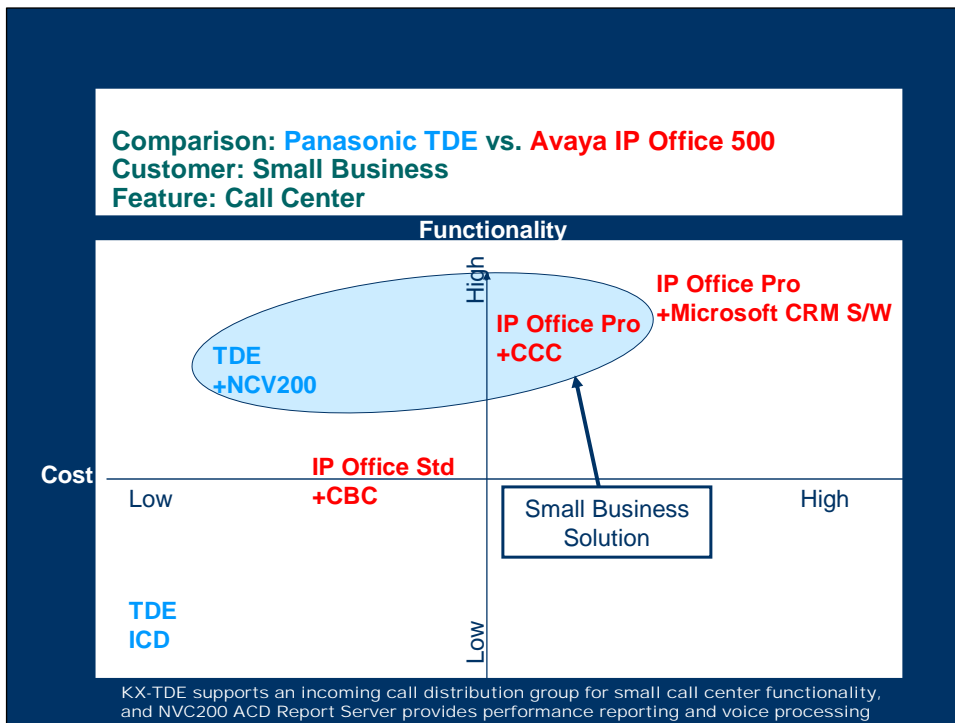 Comparison: Panasonic TDE vs. Avaya IP Office 500
Customer: Small Business
Feature: Call Center
Functionality
High
IP Office Pro
+Microsoft CRM S/W
IP Office Pro
+CCC
TDE
+NCV200
IP Office Std
+CBC
Cost
Low
High
Small Business
Solution
TDE
ICD
Low
KX-TDE supports an incoming call distribution group for small call center functionality,
and NVC200 ACD Report Server provides performance reporting and voice processing